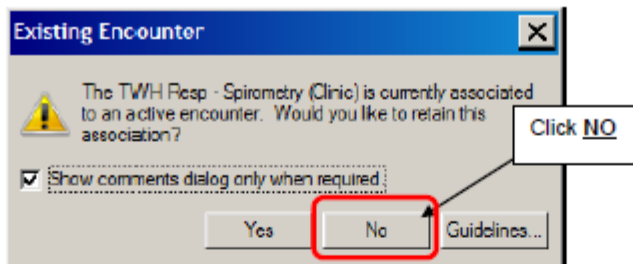 Existing Encounter
The TWH Resp - Spirometry (Clinic) is currently associated
to an active encounter. Would you like to retain this
association?
Click NO
Show comments dialog only when required.
Yes
No
Guidelines...